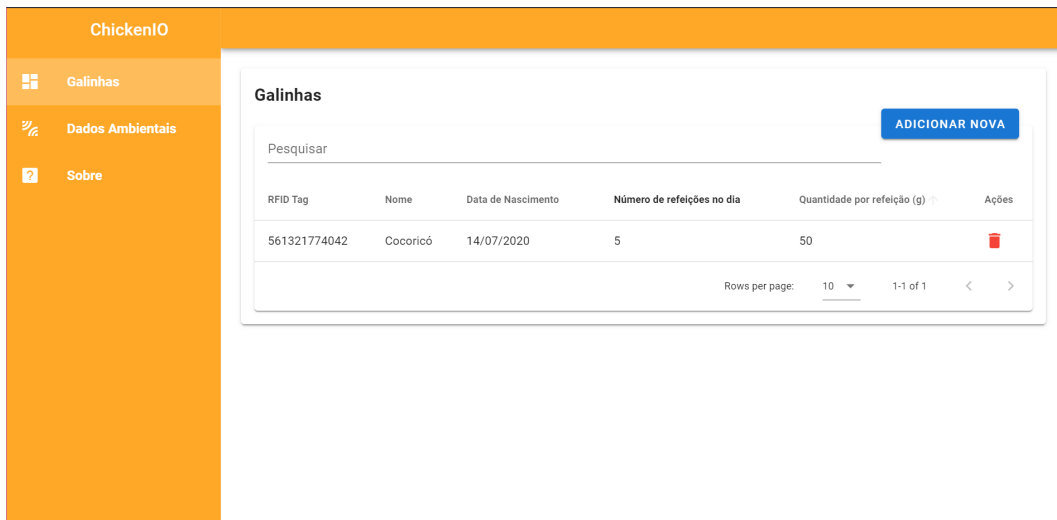 ChickenIO
Galinhas
Dados Ambientais
Sobre
Galinhas
ADICIONAR NOVA
Pesquisar
RFID Tag Nome Data de Nascimento Número de refeições no dia Quantidade por refeição (g) Ações
561321774042 Cocoricó 14/07/2020 5 50
Rows per page: 10 1-1 of 1